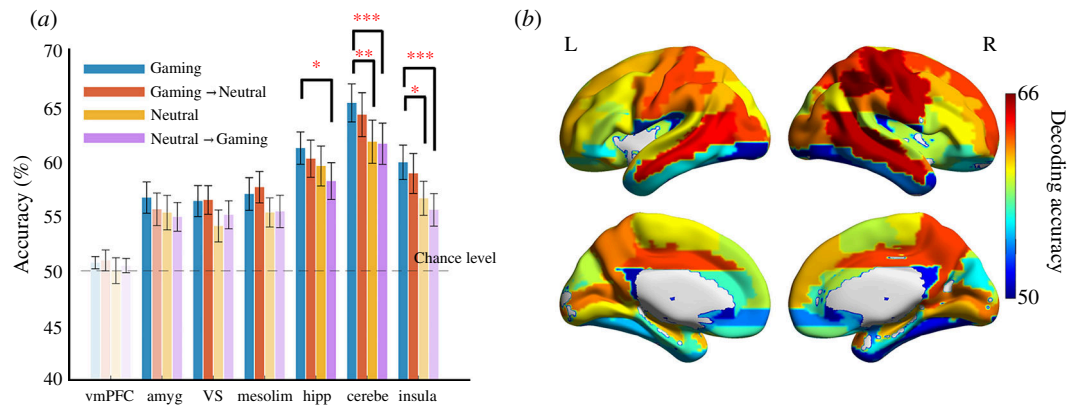 (a)
70
65
60
55
50
45
40
Accuracy (%)
Gaming
Gaming → Neutral
Neutral
Neutral → Gaming
*
***
**
***
*
Chance level
vmPFC amyg VS mesolim hipp cerebe insula
(b)
L
R
66
50
Decoding accuracy